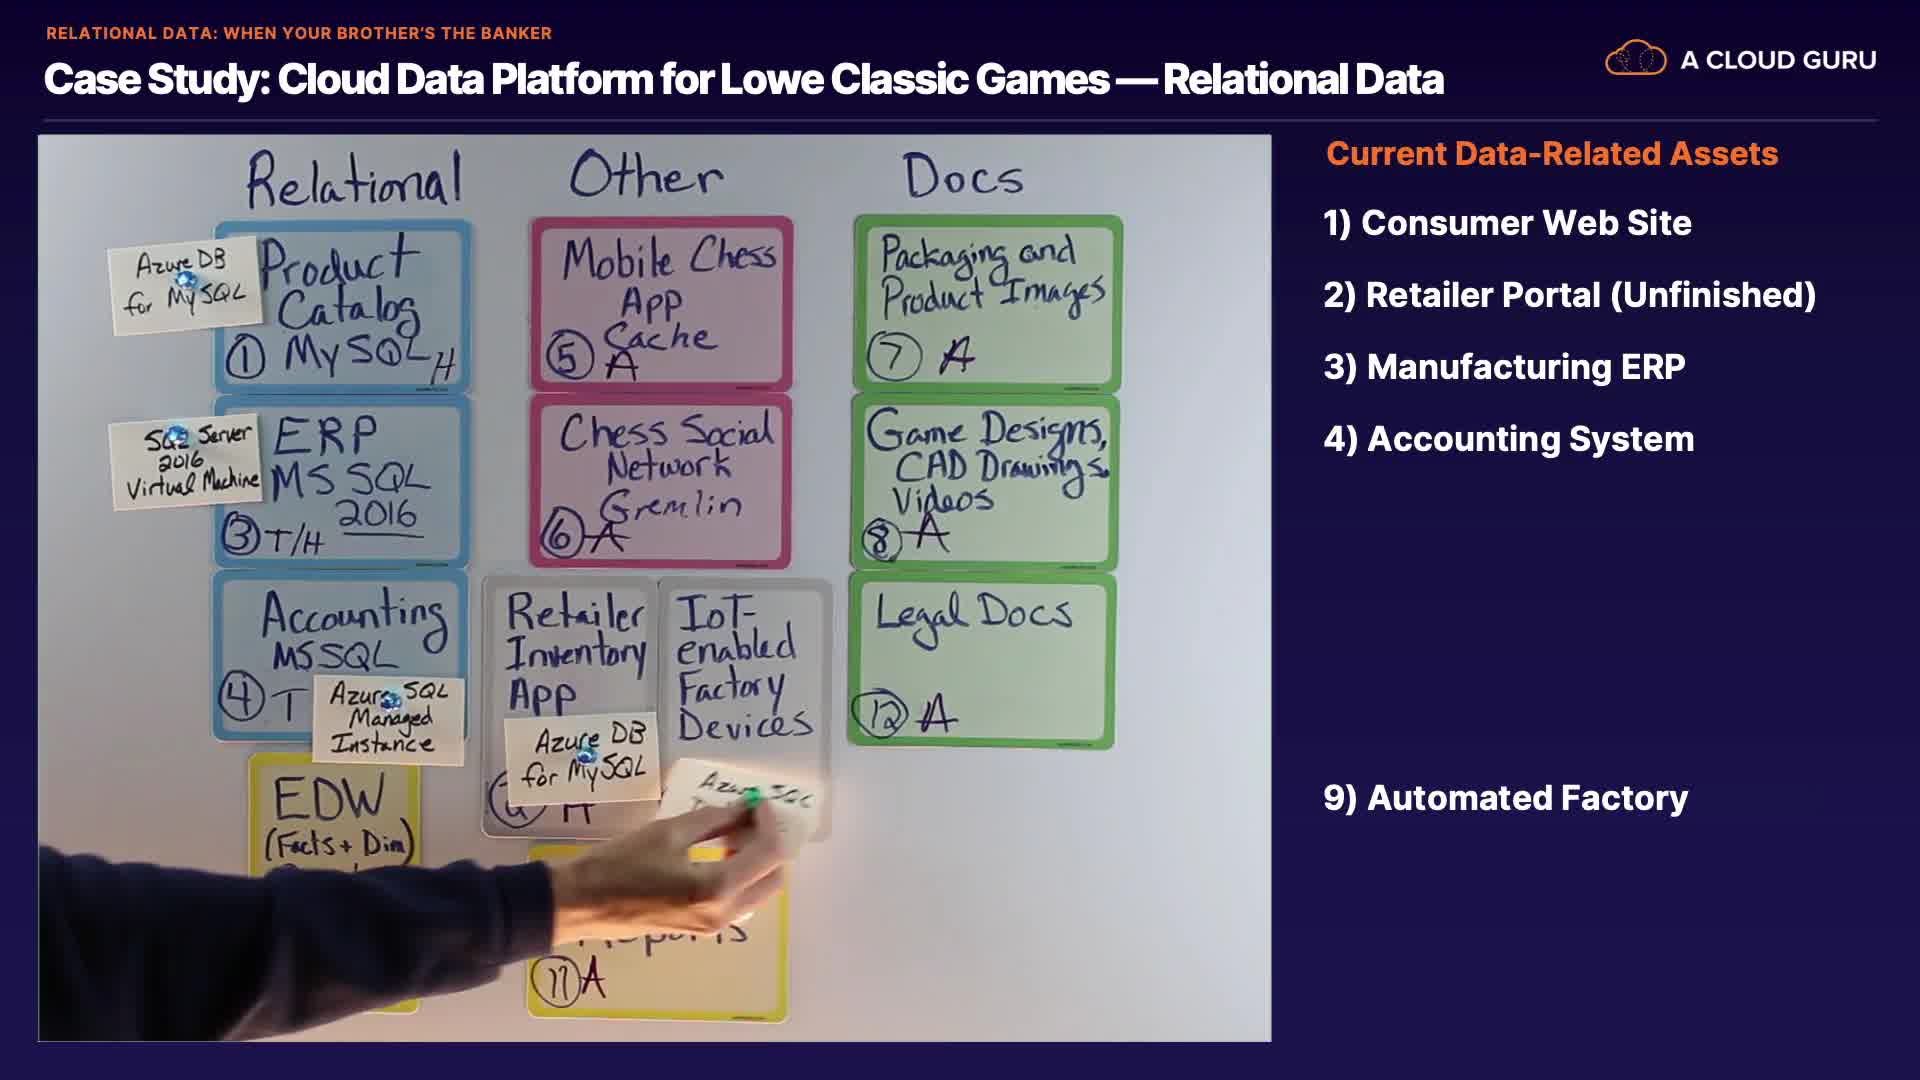 RELATIONAL DATA: WHEN YOUR BROTHER'S THE BANKER
Case Study: Cloud Data Platform for Lowe Classic Games — Relational Data
A CLOUD GURU
Relational
Azure DB
for MySQL
Product
Catalog
① MySQL H
SQL Server
2016
Virtual Machine
ERP
MS SQL
2016
③ T/H
Accounting
MSSQL
④ T
Azure SQL
Managed
Instance
EDW
(Facts + Dim)
Other
Mobile Chess
App
Cache
⑤ A
Chess Social
Network
Gremlin
⑥ A
Retailer
Inventory
App
Azure DB
for MySQL
IoT-
enabled
Factory
Devices
Azure SQL
Reports
⑪ A
Docs
Packaging and
Product Images
⑦ A
Game Designs,
CAD Drawings,
Videos
⑧ A
Legal Docs
⑫ A
Current Data-Related Assets
1) Consumer Web Site
2) Retailer Portal (Unfinished)
3) Manufacturing ERP
4) Accounting System
9) Automated Factory